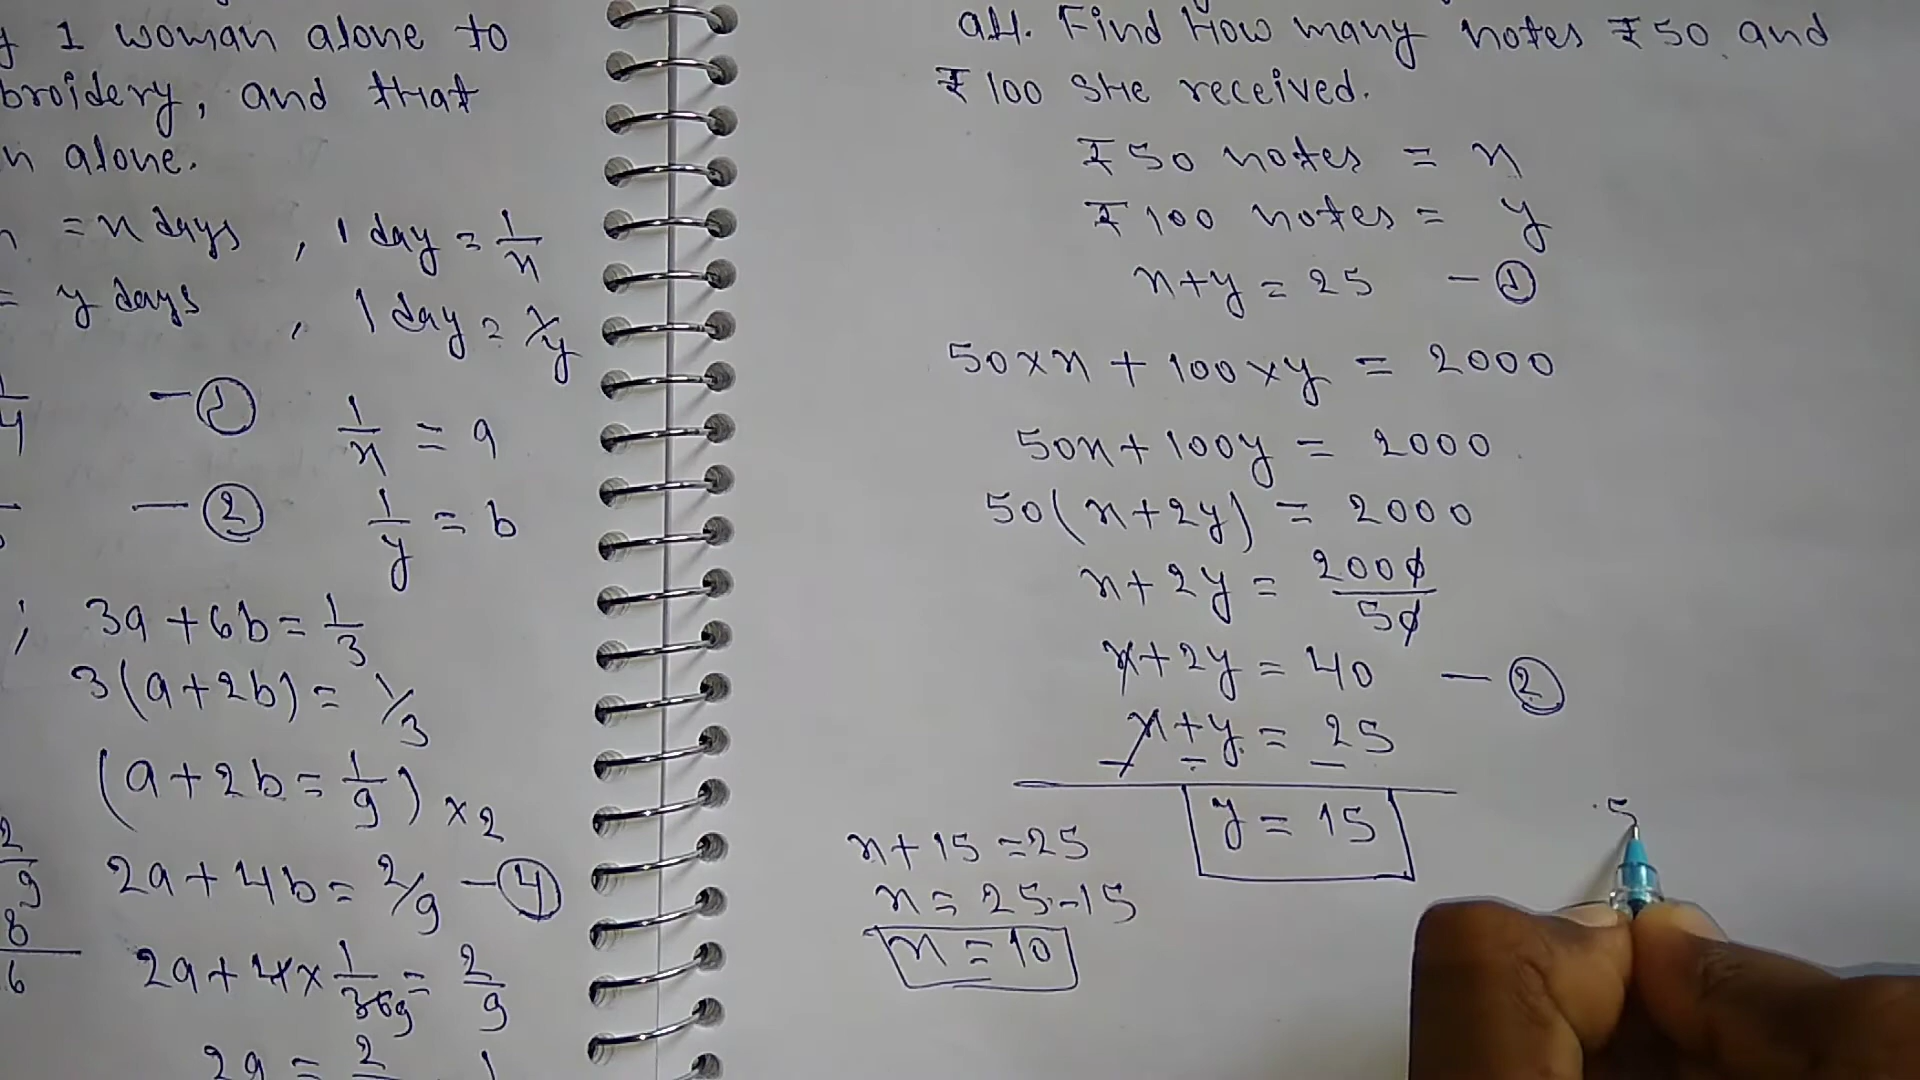 1 woman alone to
broidery, and that
n alone.
= x days , 1 day = 1/x
= y days , 1 day = 1/y
- ①
1/x = a
- ②
1/y = b
; 3a + 6b = 1/3
3(a + 2b) = 1/3
(a + 2b = 1/9) × 2
2a + 4b = 2/9 - ④
2a + 4 × 1/36 9 = 2/9
2a = 2
all. Find How many notes ₹50 and
₹100 She received.
₹50 notes = x
₹100 notes = y
x + y = 25 - ①
50 × x + 100 × y = 2000
50x + 100y = 2000
50(x + 2y) = 2000
x + 2y = 2000/50
x + 2y = 40 - ②
x + y = 25
y = 15
x + 15 = 25
x = 25 - 15
x = 10
5